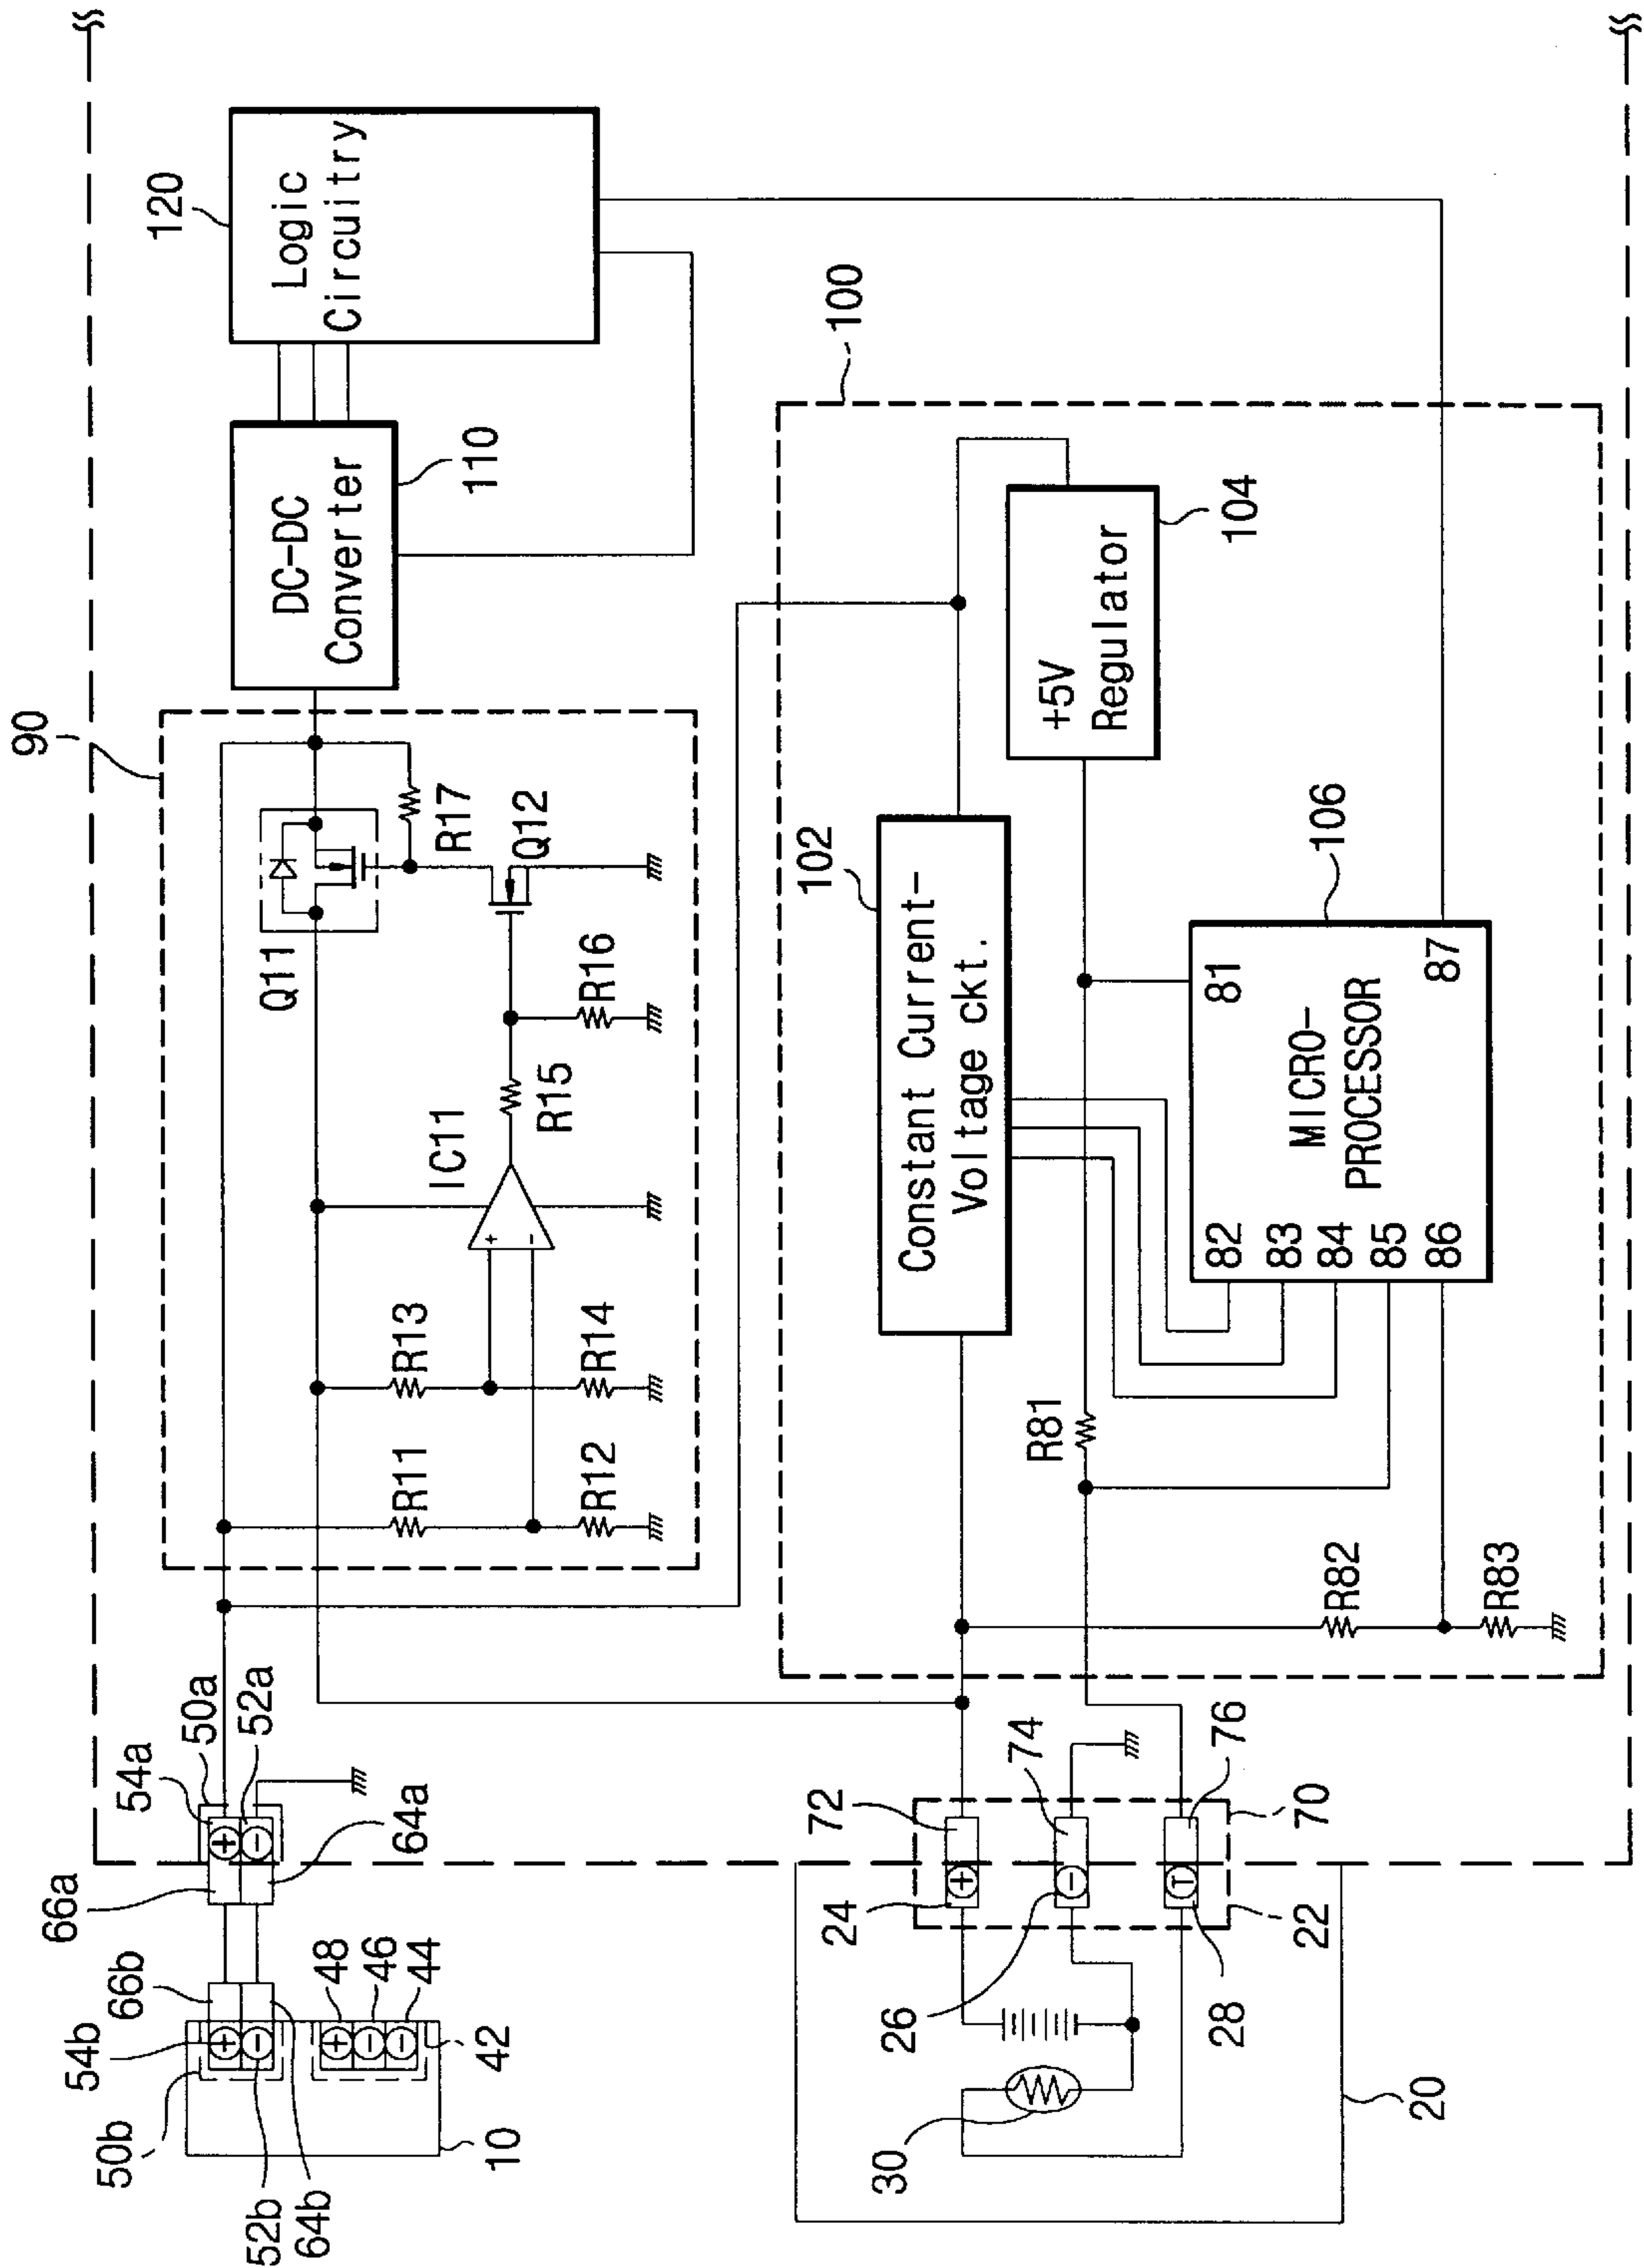 90
120
Logic
Circuitry
DC-DC
Converter
110
Q11
R17
Q12
R16
R15
IC11
R13
R14
R11
R12
100
102
Constant Current-
Voltage ckt.
+5V
Regulator
104
106
MICRO-
PROCESSOR
81
82
83
84
85
86
87
R81
R82
R83
54a
50a
52a
64a
66a
66b
54b
50b
52b
64b
+
-
+
-
48
46
44
+
-
-
42
10
72
74
76
70
24
26
28
22
+
-
T
30
20
+
-